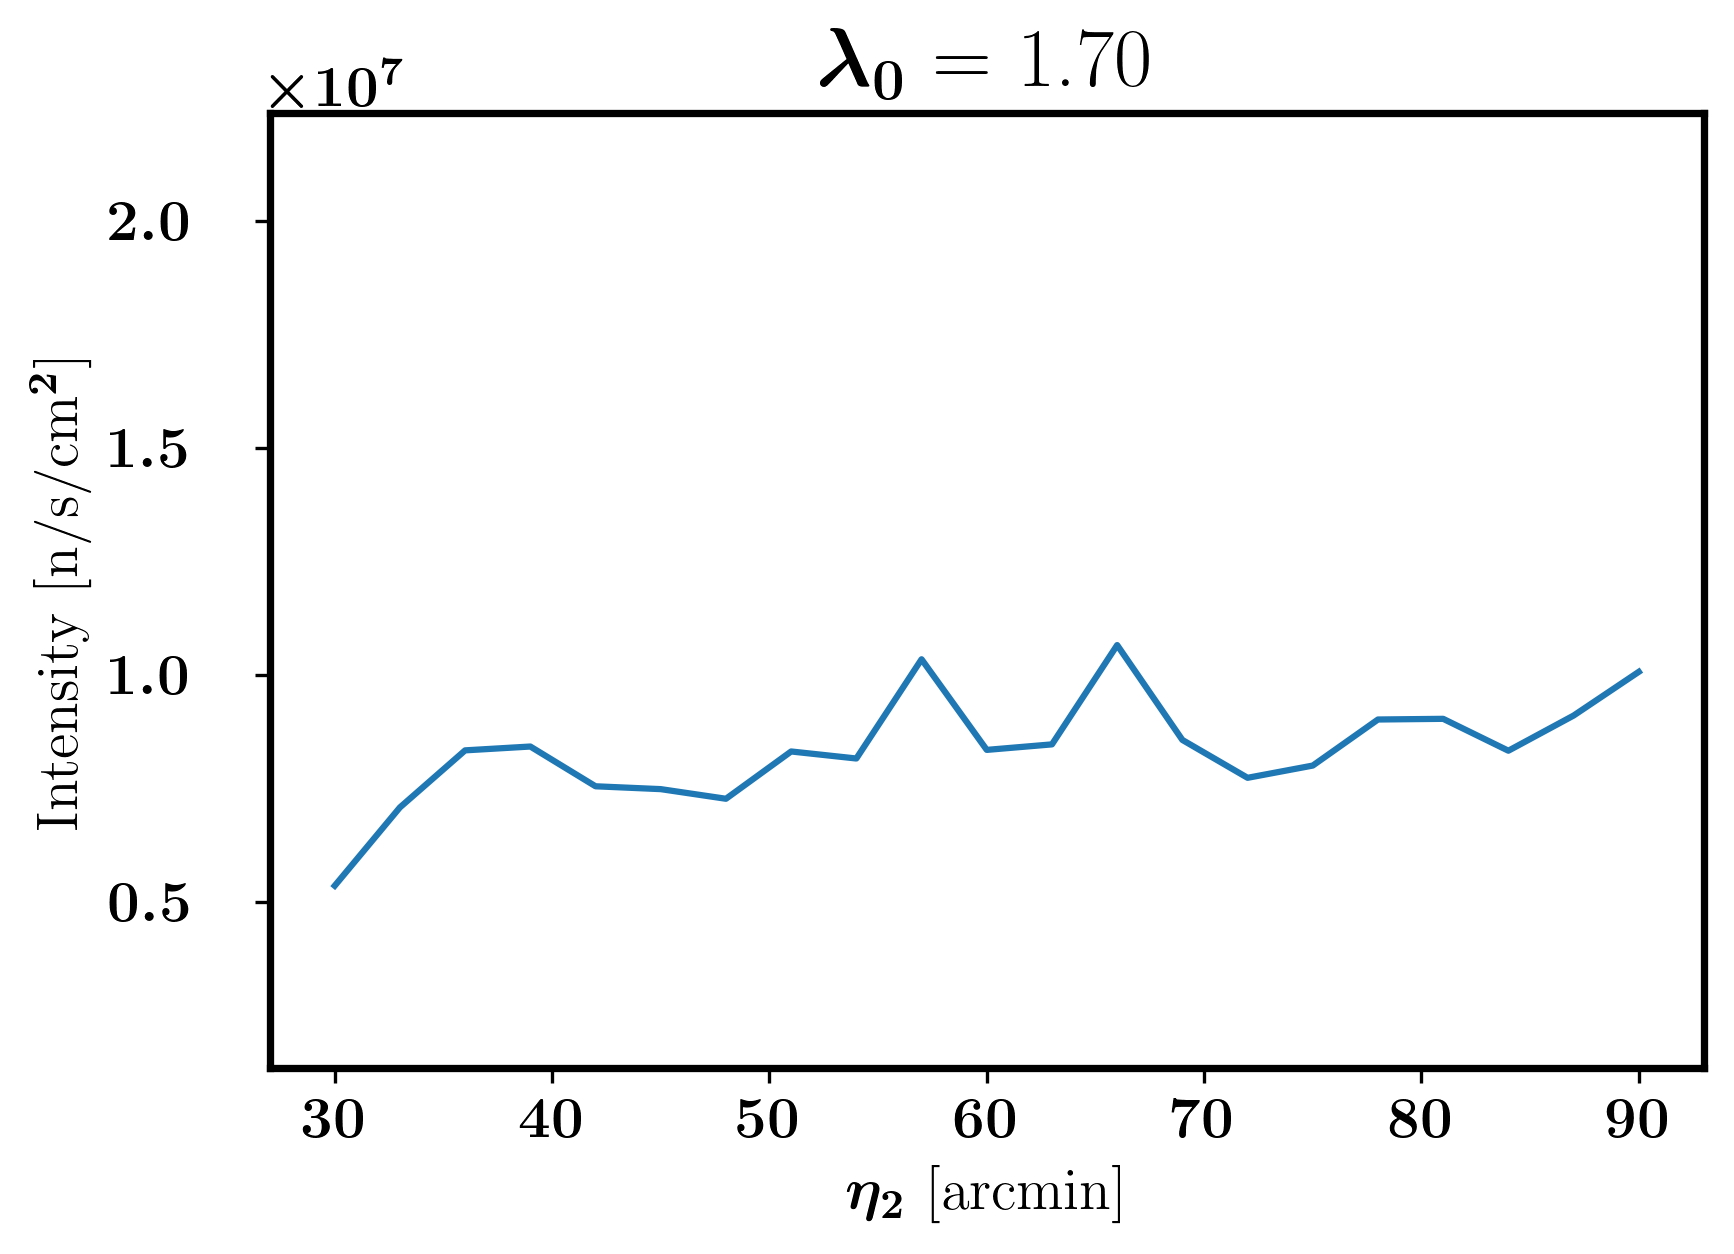 λ₀ = 1.70
×10⁷
2.0
1.5
1.0
0.5
Intensity [n/s/cm²]
30 40 50 60 70 80 90
η₂ [arcmin]